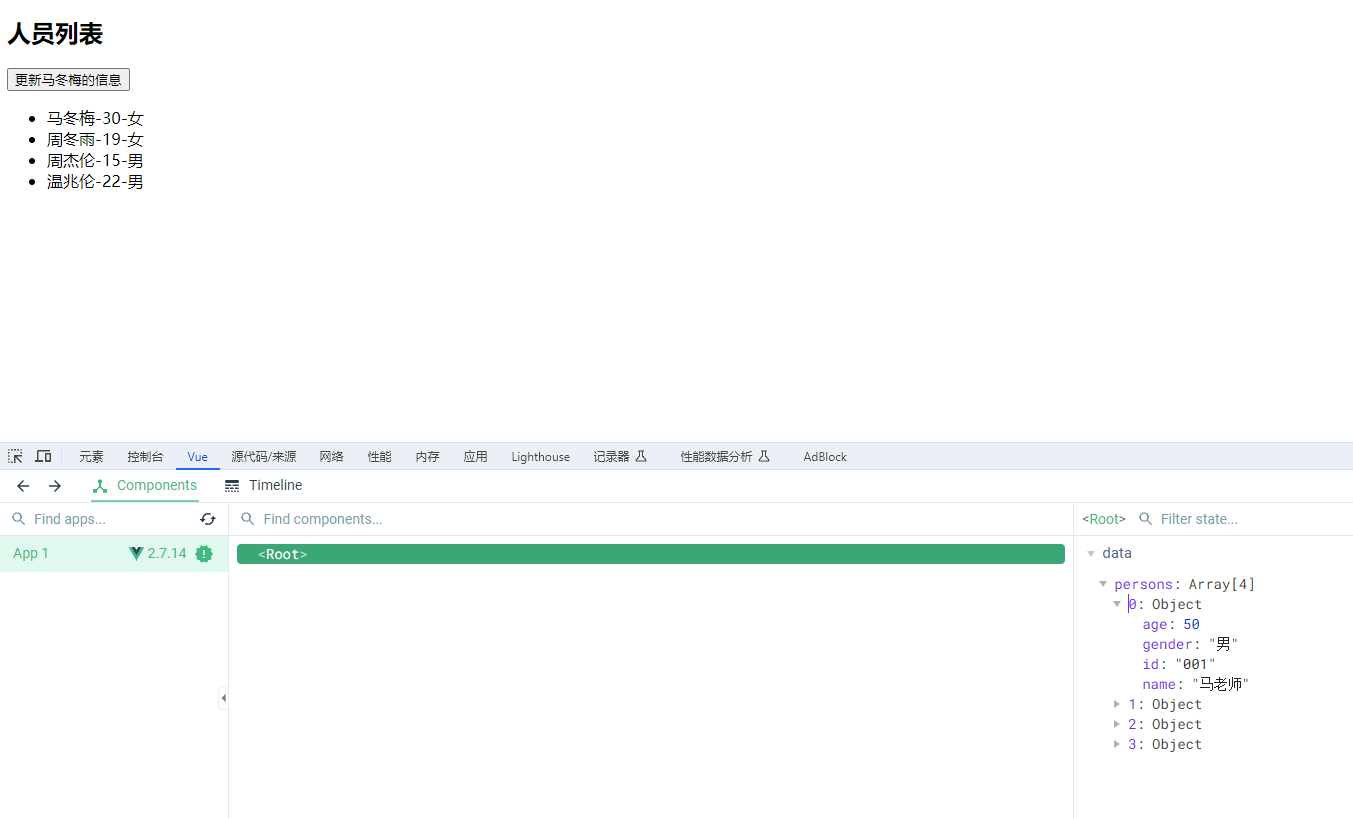 人员列表
更新马冬梅的信息
马冬梅-30-女
周冬雨-19-女
周杰伦-15-男
温兆伦-22-男
元素 控制台 Vue 源代码/来源 网络 性能 内存 应用 Lighthouse 记录器 性能数据分析 AdBlock
Components Timeline
Find apps... Find components... <Root> Filter state...
App 1 2.7.14 <Root> data
persons: Array[4]
0: Object
age: 50
gender: "男"
id: "001"
name: "马老师"
1: Object
2: Object
3: Object